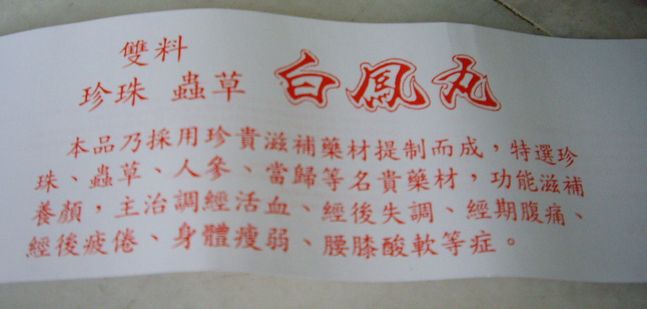 雙料
珍珠 蟲草 白鳳丸
本品乃採用珍貴滋補藥材提制而成，特選珍
珠、蟲草、人參、當歸等名貴藥材，功能滋補
養顏，主治調經活血、經後失調、經期腹痛、
經後疲倦、身體瘦弱、腰膝酸軟等症。